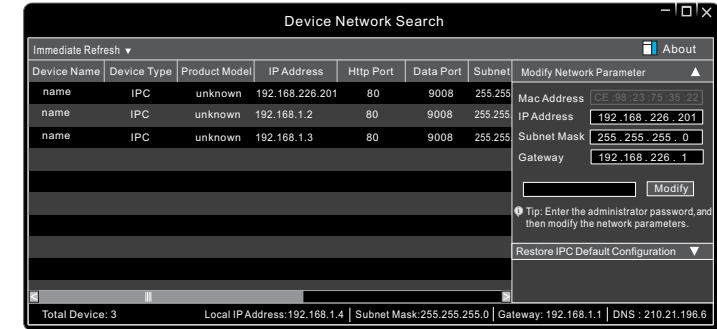 Device Network Search
Immediate Refresh ▼ About
Device Name Device Type Product Model IP Address Http Port Data Port Subnet
name IPC unknown 192.168.226.201 80 9008 255.255
name IPC unknown 192.168.1.2 80 9008 255.255.
name IPC unknown 192.168.1.3 80 9008 255.255.
Modify Network Parameter
Mac Address CE :98 :23 :75 :35 :22
IP Address 192 .168 .226 . 201
Subnet Mask 255 . 255 . 255 . 0
Gateway 192 .168 .226 . 1
Modify
Tip: Enter the administrator password,and
then modify the network parameters.
Restore IPC Default Configuration
Total Device: 3 Local IP Address:192.168.1.4 Subnet Mask:255.255.255.0 Gateway: 192.168.1.1 DNS : 210.21.196.6